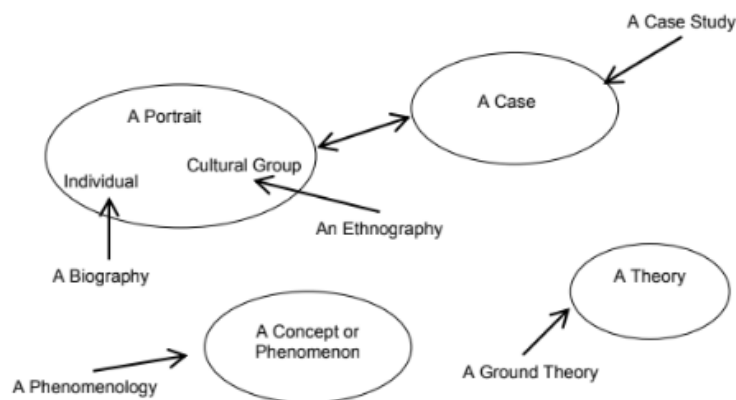 A Case Study
A Portrait
A Case
Cultural Group
Individual
An Ethnography
A Biography
A Theory
A Concept or
Phenomenon
A Phenomenology
A Ground Theory